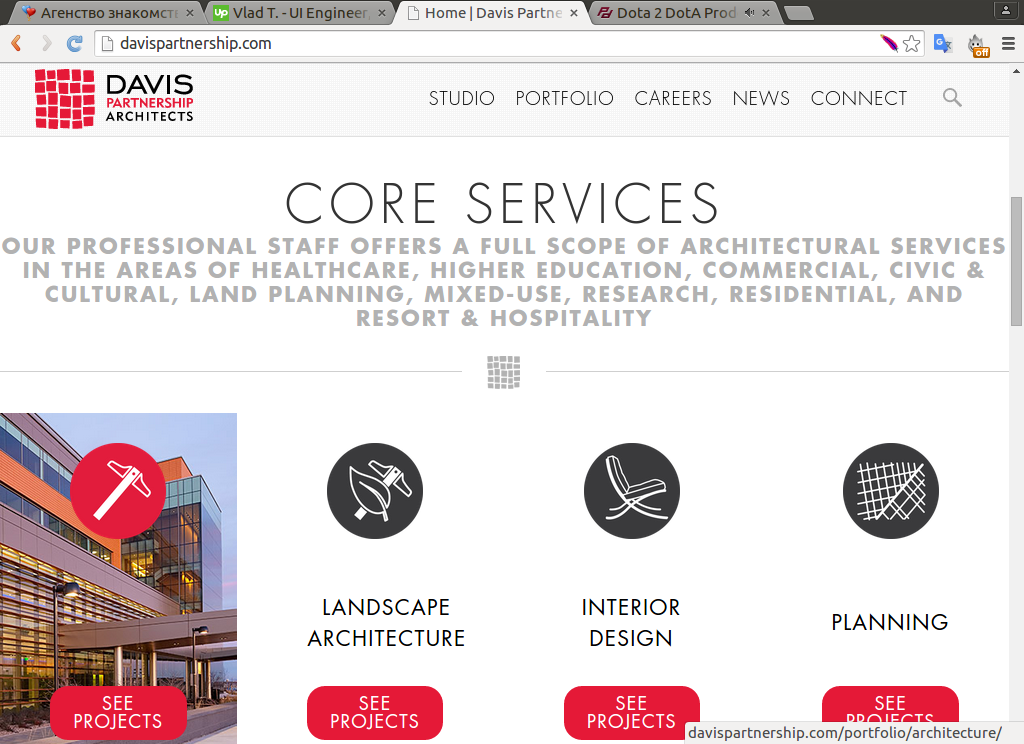 Агенство знакомств
Vlad T. - UI Engineer,
Home | Davis Partne
Dota 2 DotA Prod
davispartnership.com
off
DAVIS
PARTNERSHIP
ARCHITECTS
STUDIO PORTFOLIO CAREERS NEWS CONNECT
CORE SERVICES
OUR PROFESSIONAL STAFF OFFERS A FULL SCOPE OF ARCHITECTURAL SERVICES
IN THE AREAS OF HEALTHCARE, HIGHER EDUCATION, COMMERCIAL, CIVIC &
CULTURAL, LAND PLANNING, MIXED-USE, RESEARCH, RESIDENTIAL, AND
RESORT & HOSPITALITY
LANDSCAPE
ARCHITECTURE
INTERIOR
DESIGN
PLANNING
SEE
PROJECTS
SEE
PROJECTS
SEE
PROJECTS
SEE
PROJECTS
davispartnership.com/portfolio/architecture/